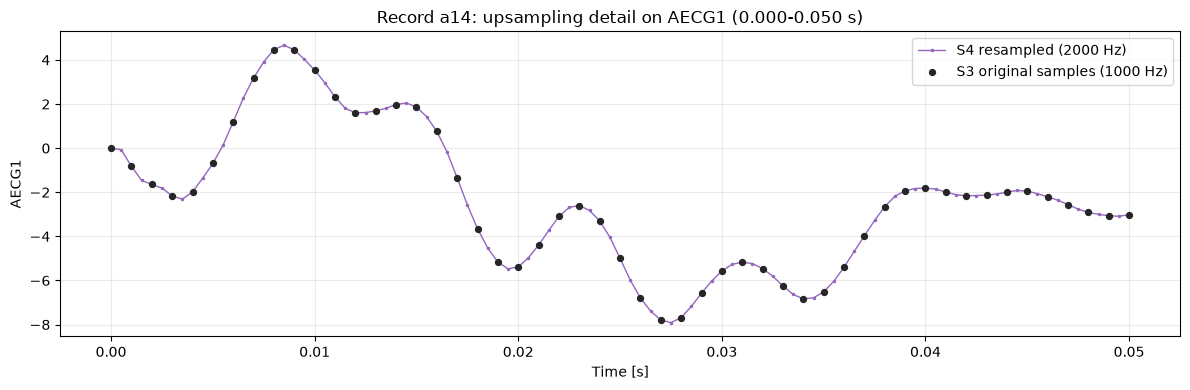 Record a14: upsampling detail on AECG1 (0.000-0.050 s)
S4 resampled (2000 Hz)
S3 original samples (1000 Hz)
AECG1
4
2
0
−2
−4
−6
−8
0.00 0.01 0.02 0.03 0.04 0.05
Time [s]